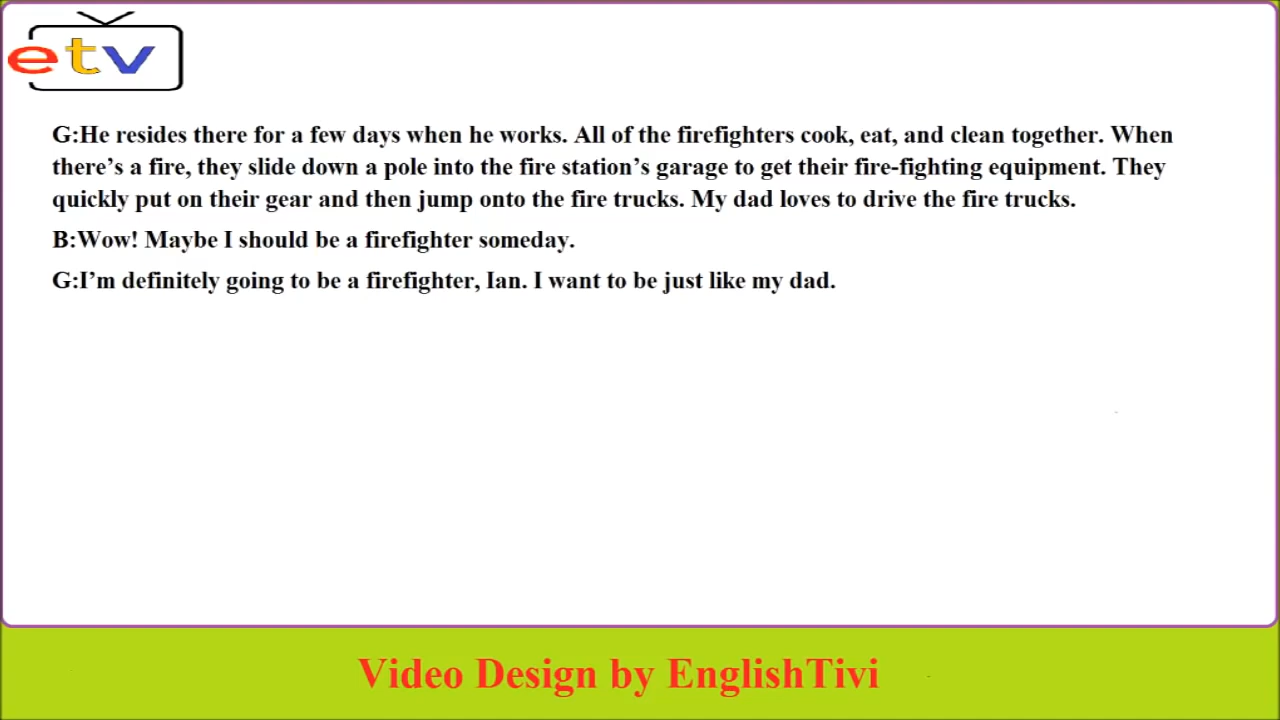 etv
G:He resides there for a few days when he works. All of the firefighters cook, eat, and clean together. When
there’s a fire, they slide down a pole into the fire station’s garage to get their fire-fighting equipment. They
quickly put on their gear and then jump onto the fire trucks. My dad loves to drive the fire trucks.
B:Wow! Maybe I should be a firefighter someday.
G:I’m definitely going to be a firefighter, Ian. I want to be just like my dad.
Video Design by EnglishTivi